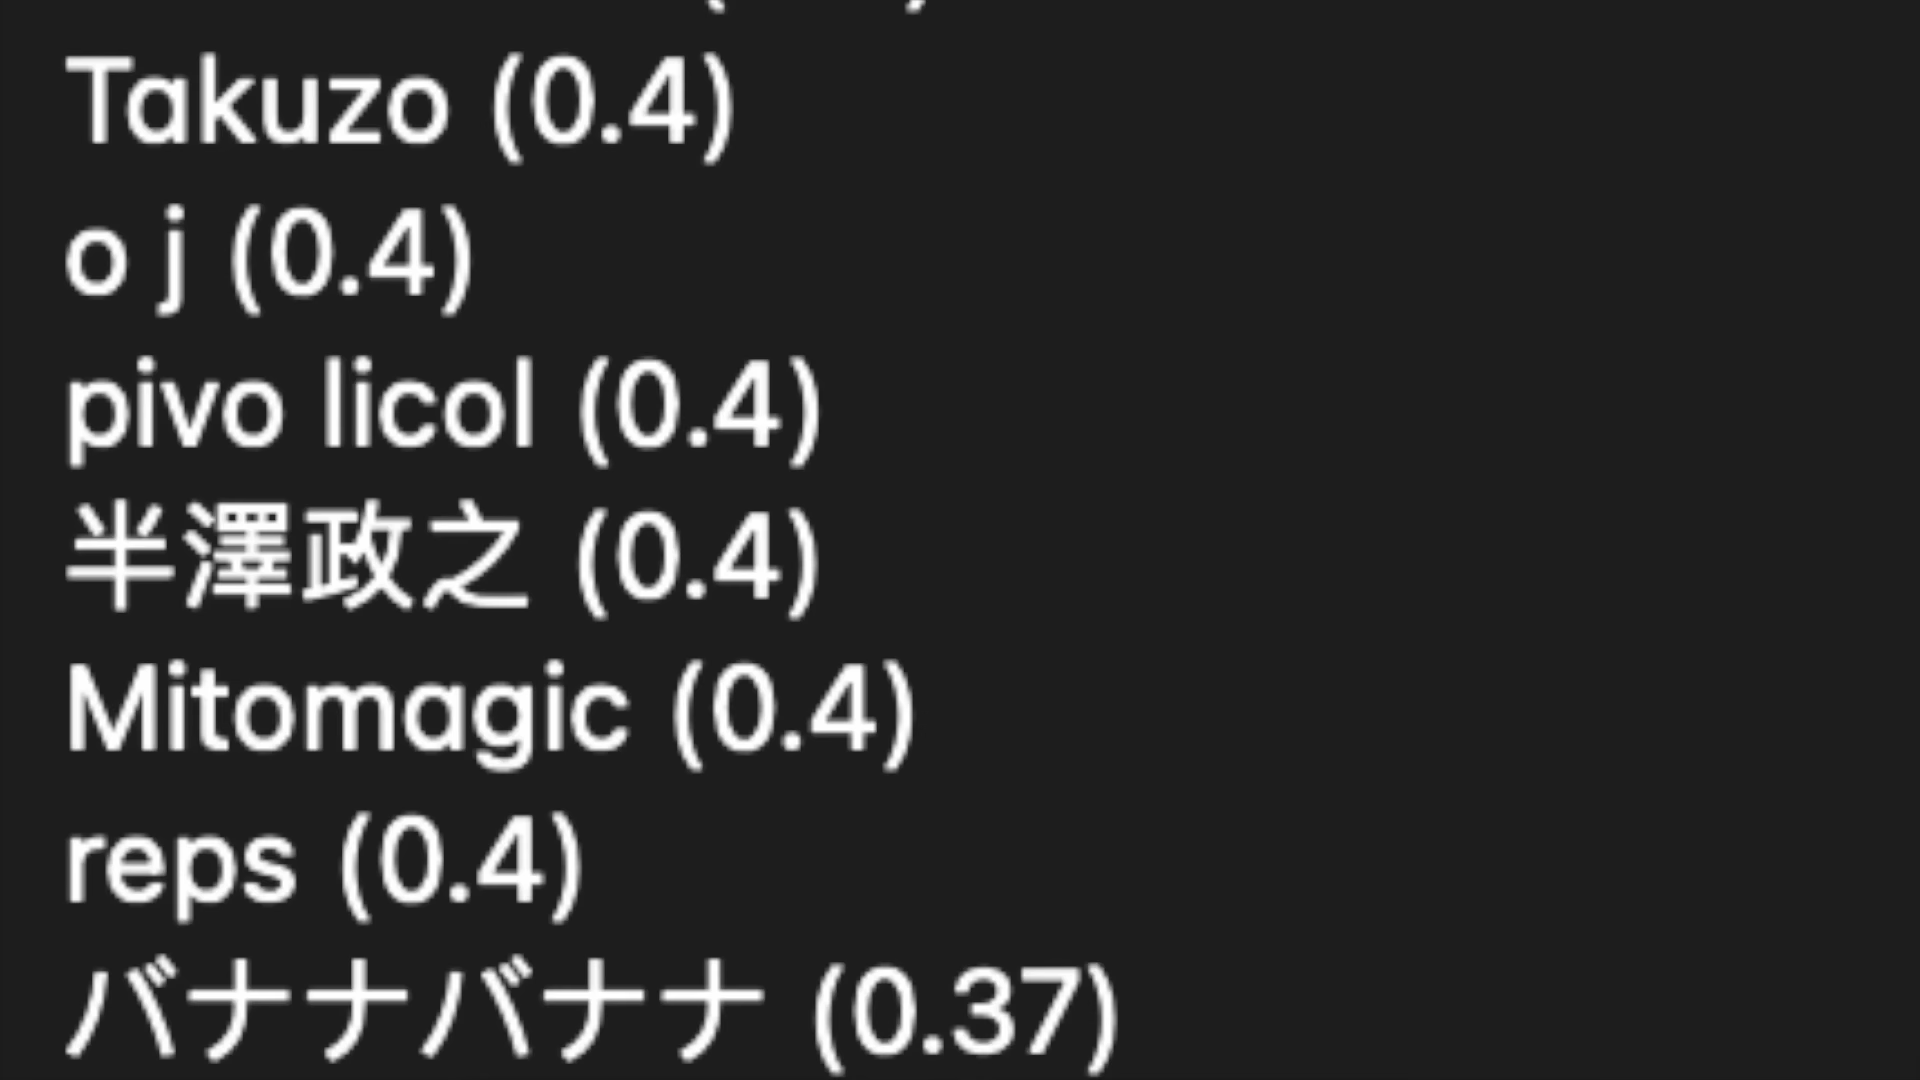 Takuzo (0.4)
o j (0.4)
pivo licol (0.4)
半澤政之 (0.4)
Mitomagic (0.4)
reps (0.4)
バナナバナナ (0.37)